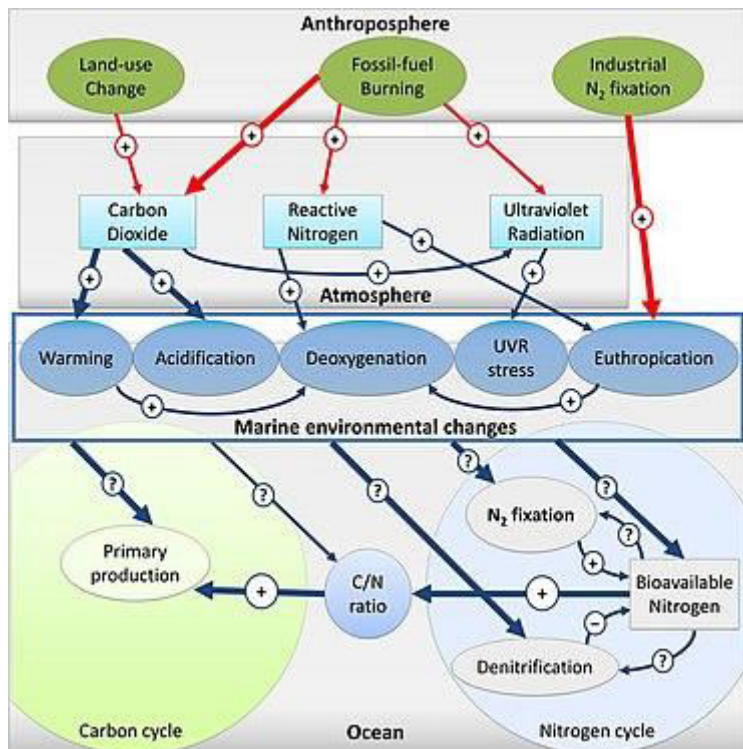 Anthroposphere
Land-use
Change
Fossil-fuel
Burning
Industrial
N₂ fixation
+
+
+
+
+
Carbon
Dioxide
Reactive
Nitrogen
Ultraviolet
Radiation
+
+
+
+
+
+
Atmosphere
Warming
Acidification
Deoxygenation
UVR
stress
Euthropication
+
+
Marine environmental changes
?
?
?
?
?
N₂ fixation
?
+
Primary
production
C/N
ratio
Bioavailable
Nitrogen
+
+
−
Denitrification
?
Carbon cycle
Ocean
Nitrogen cycle